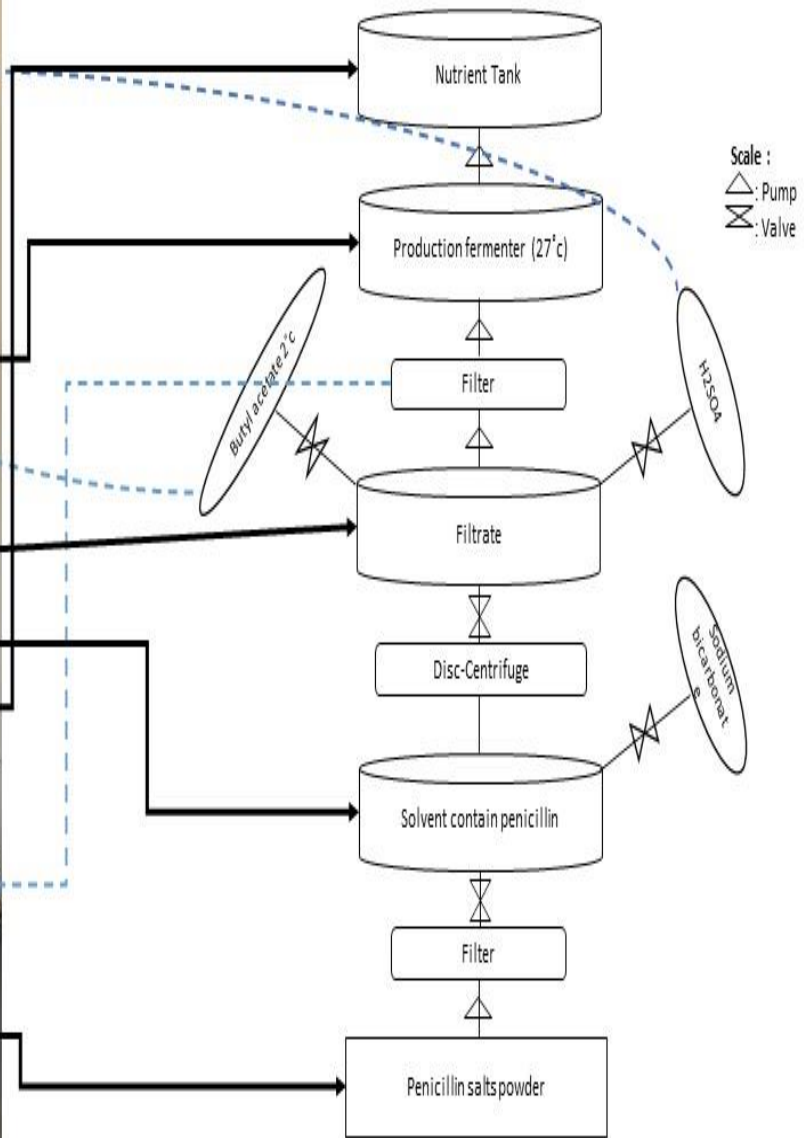 Nutrient Tank
Scale :
: Pump
: Valve
Production fermenter (27°c)
Butyl acetate 2°c
Filter
H2SO4
Filtrate
Disc-Centrifuge
Sodium
bicarbonat
e
Solvent contain penicillin
Filter
Penicillin salts powder